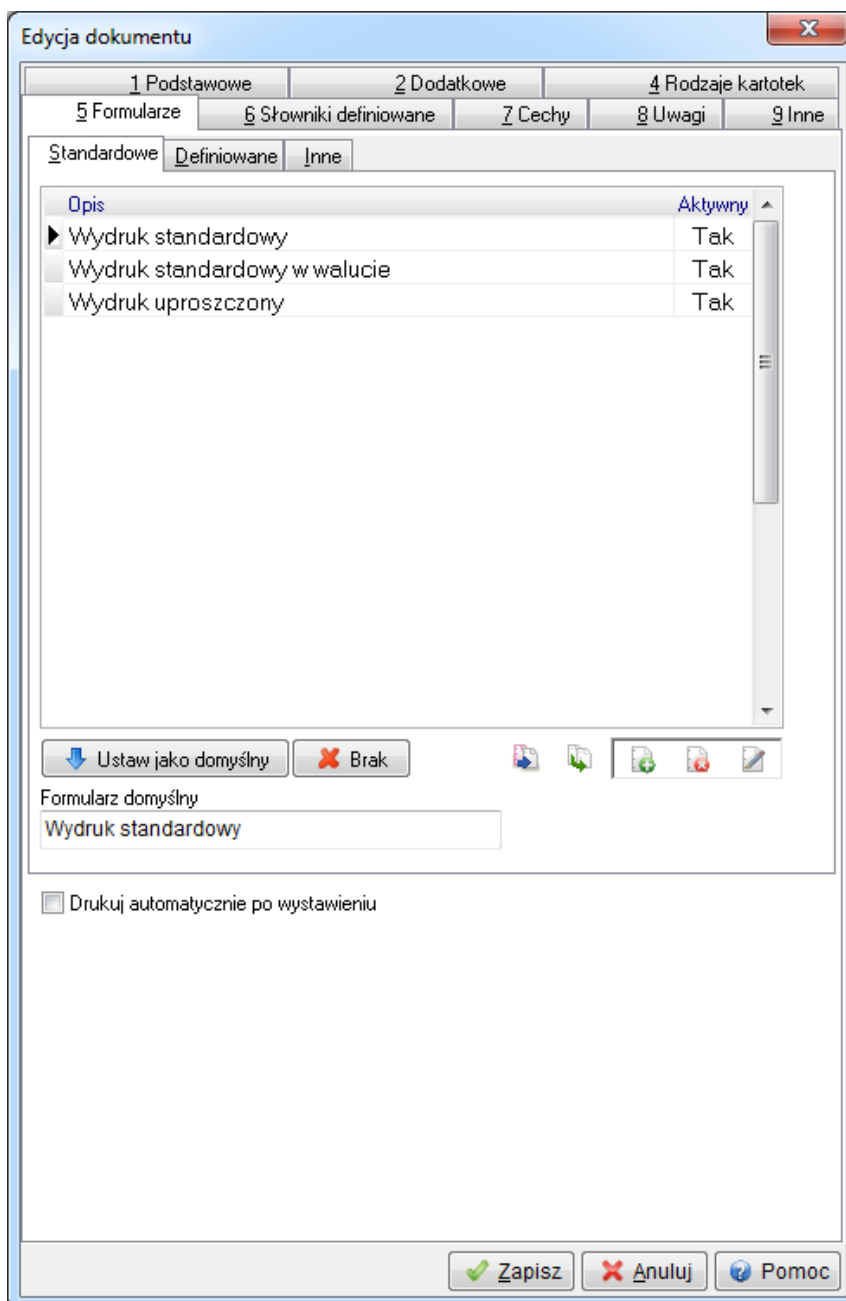 Edycja dokumentu
1 Podstawowe 2 Dodatkowe 4 Rodzaje kartotek
5 Formularze 6 Słowniki definiowane 7 Cechy 8 Uwagi 9 Inne
Standardowe Definiowane Inne
Opis Aktywny
Wydruk standardowy Tak
Wydruk standardowy w walucie Tak
Wydruk uproszczony Tak
Ustaw jako domyślny Brak
Formularz domyślny
Wydruk standardowy
Drukuj automatycznie po wystawieniu
Zapisz Anuluj Pomoc